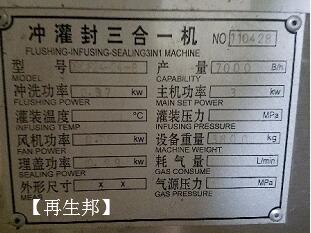 冲灌封三合一机 NO 110428
FLUSHING-INFUSING-SEALING3IN1 MACHINE
型号 产量 7000 B/h
MODEL CAPABILITY
冲洗功率 0.37 kw 主机功率 3 kw
FLUSHING POWER MAIN SET POWER
灌装温度 ℃ 灌装压力 MPa
INFUSING TEMP INFUSING PRESSURE
风机功率 kw 设备重量 kg
FAN POWER MACHINE WEIGHT
理盖功率 kw 耗气量 L/min
SEALING POWER GAS CONSUME
外形尺寸 x x 气源压力 MPa
GAS PRESSURE
【再生邦】